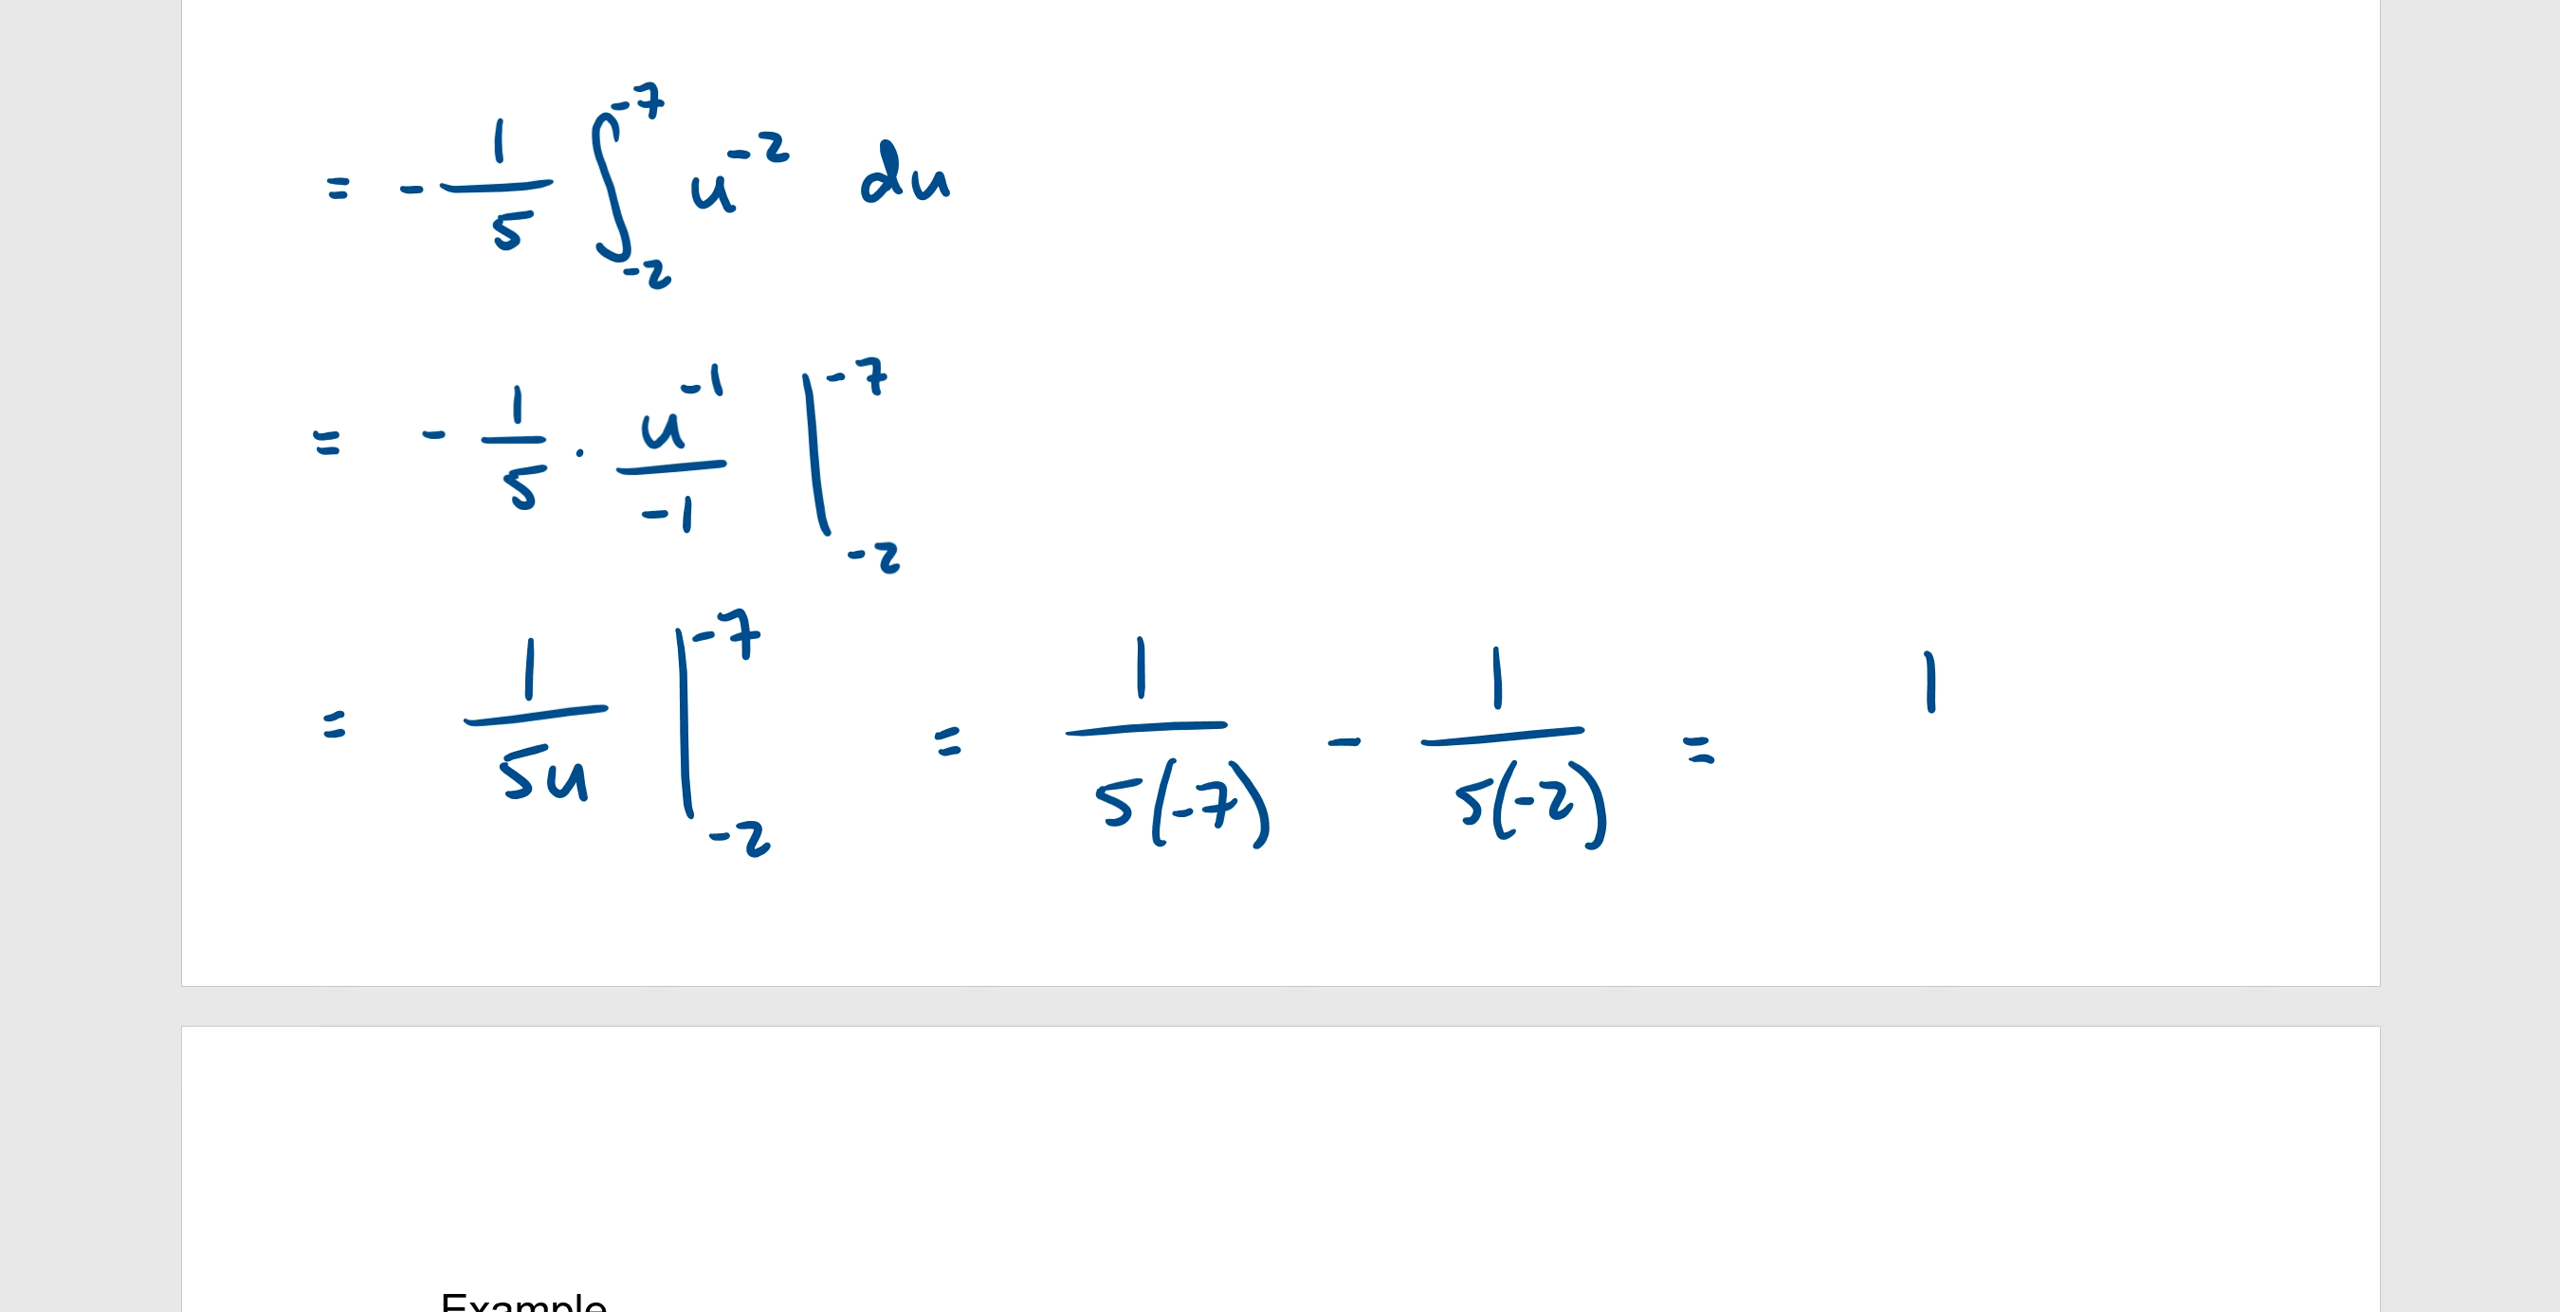 = - 1/5 ∫_{-2}^{-7} u^{-2} du
= - 1/5 · u^{-1}/-1 |_{-2}^{-7}
= 1/5u |_{-2}^{-7} = 1/5(-7) - 1/5(-2) = 1
Example